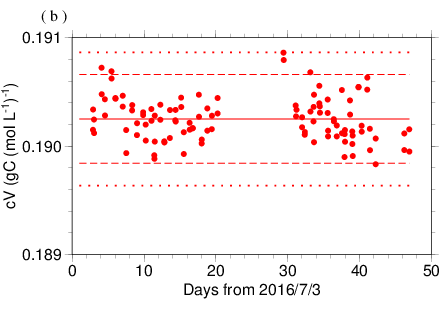 ( b )
0.191
0.190
0.189
cV (gC (mol L⁻¹)⁻¹)
0 10 20 30 40 50
Days from 2016/7/3